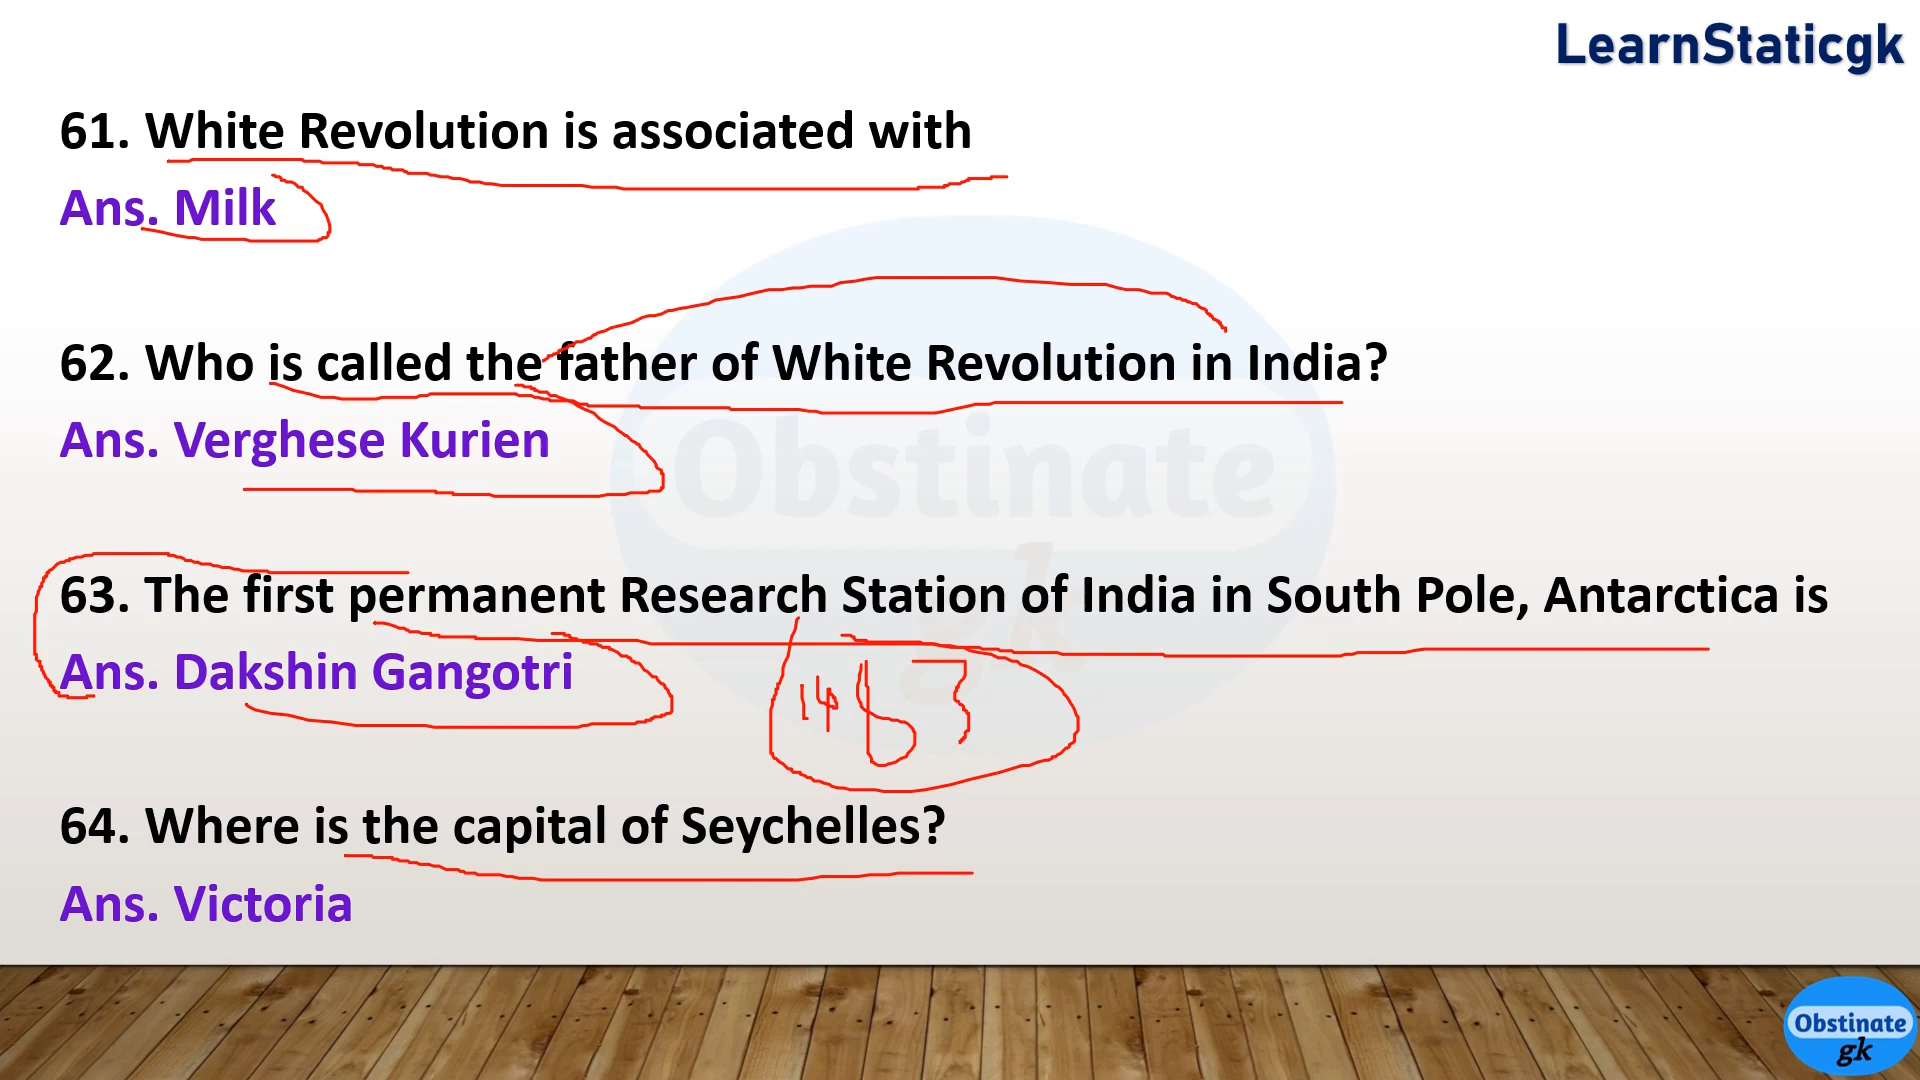 LearnStaticgk
61. White Revolution is associated with
Ans. Milk
62. Who is called the father of White Revolution in India?
Ans. Verghese Kurien
Obstinate
gk
63. The first permanent Research Station of India in South Pole, Antarctica is
Ans. Dakshin Gangotri
64. Where is the capital of Seychelles?
Ans. Victoria
Obstinate
gk